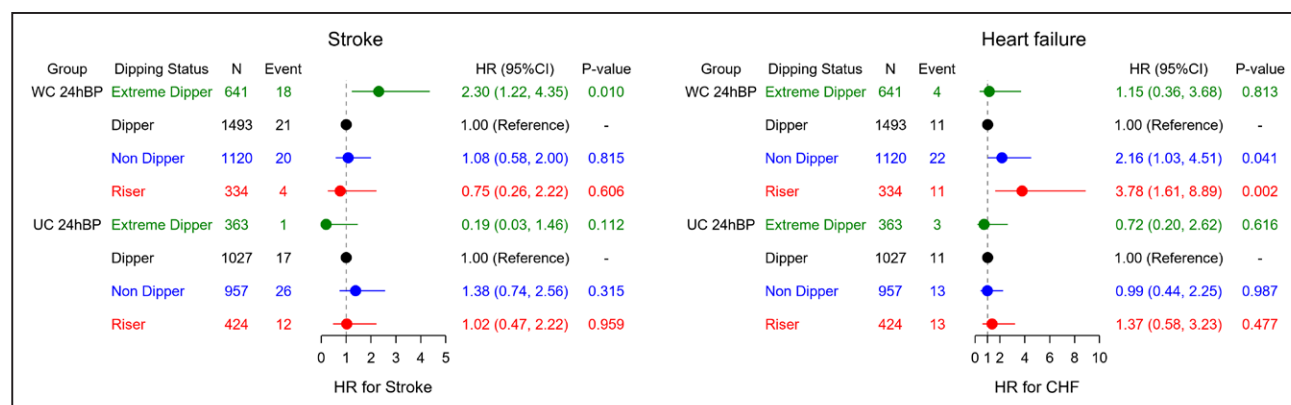 Stroke
Group Dipping Status N Event HR (95%CI) P-value
WC 24hBP Extreme Dipper 641 18 2.30 (1.22, 4.35) 0.010
Dipper 1493 21 1.00 (Reference) -
Non Dipper 1120 20 1.08 (0.58, 2.00) 0.815
Riser 334 4 0.75 (0.26, 2.22) 0.606
UC 24hBP Extreme Dipper 363 1 0.19 (0.03, 1.46) 0.112
Dipper 1027 17 1.00 (Reference) -
Non Dipper 957 26 1.38 (0.74, 2.56) 0.315
Riser 424 12 1.02 (0.47, 2.22) 0.959
0 1 2 3 4 5
HR for Stroke
Heart failure
Group Dipping Status N Event HR (95%CI) P-value
WC 24hBP Extreme Dipper 641 4 1.15 (0.36, 3.68) 0.813
Dipper 1493 11 1.00 (Reference) -
Non Dipper 1120 22 2.16 (1.03, 4.51) 0.041
Riser 334 11 3.78 (1.61, 8.89) 0.002
UC 24hBP Extreme Dipper 363 3 0.72 (0.20, 2.62) 0.616
Dipper 1027 11 1.00 (Reference) -
Non Dipper 957 13 0.99 (0.44, 2.25) 0.987
Riser 424 13 1.37 (0.58, 3.23) 0.477
0 1 2 4 6 8 10
HR for CHF